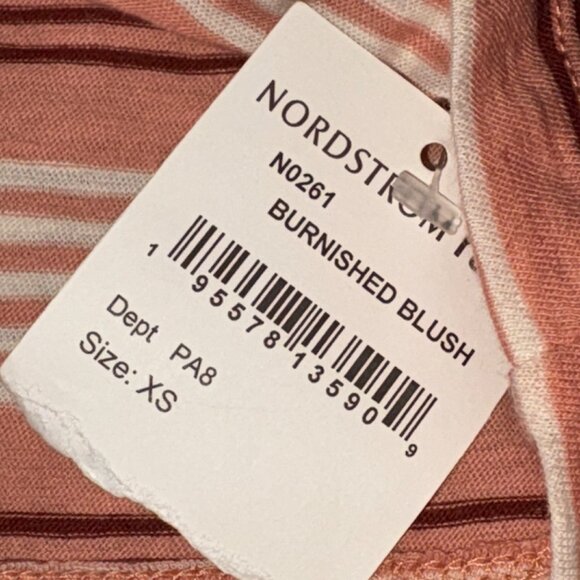 NORDSTROM
N0261
BURNISHED BLUSH
1 95578 13590 9
Dept PA8
Size: XS